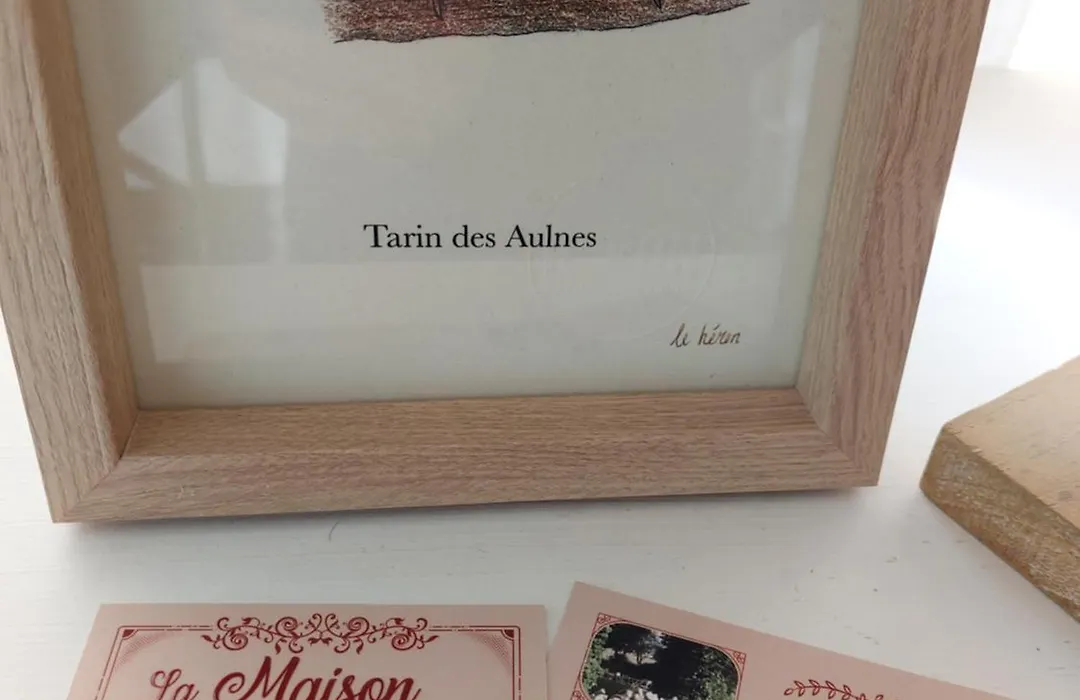 Tarin des Aulnes
le héron
La Maison